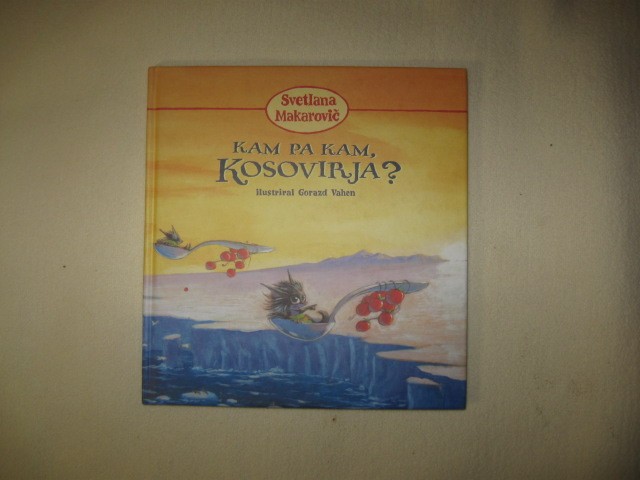 Svetlana
Makarovič
KAM PA KAM,
KOSOVIRJA?
Ilustriral Gorazd Vahen